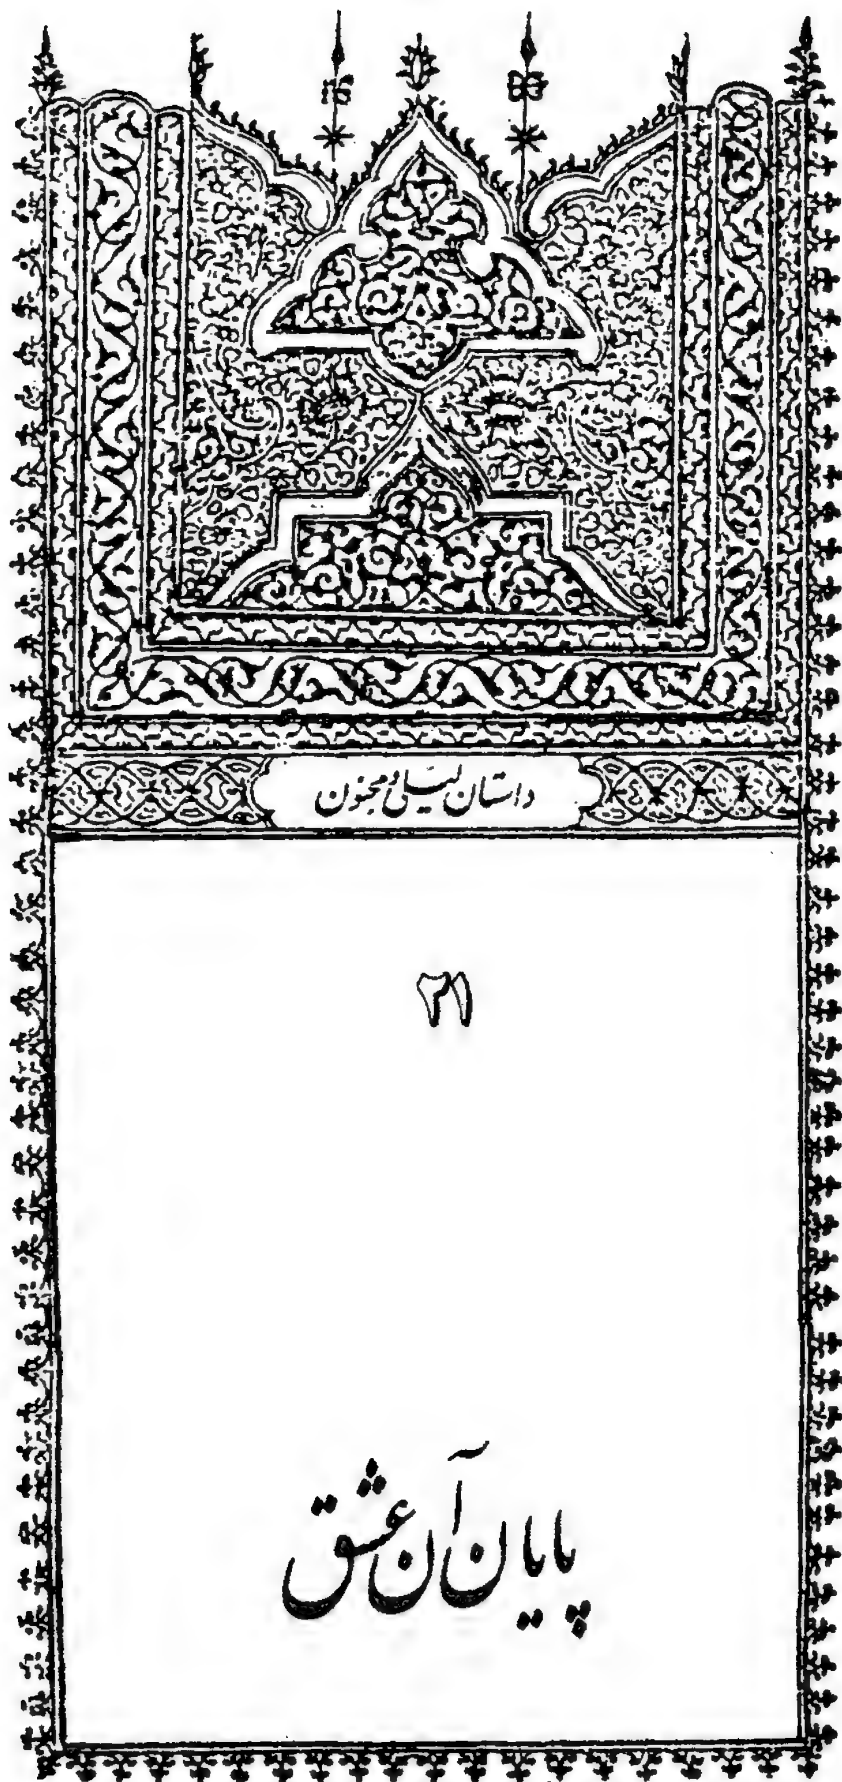 داستان لیلی و مجنون
۲۱
پایان آن عشق